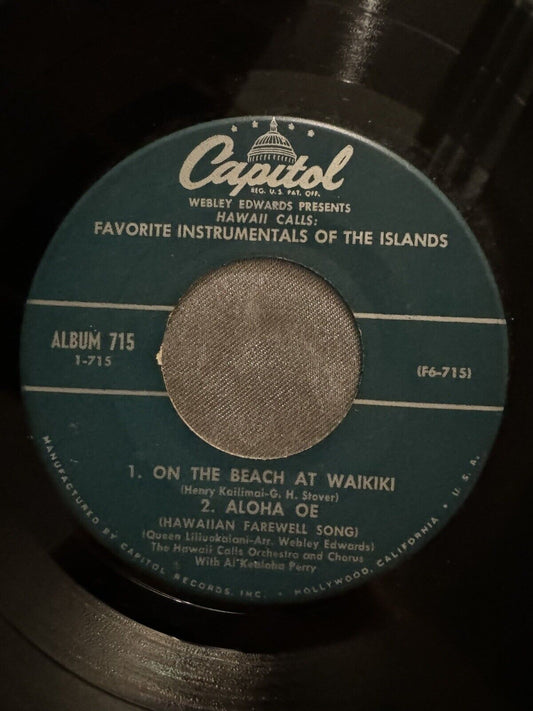 Capitol
REG. U.S. PAT. OFF.
WEBLEY EDWARDS PRESENTS
HAWAII CALLS:
FAVORITE INSTRUMENTALS OF THE ISLANDS
ALBUM 715
1-715
(F6-715)
1. ON THE BEACH AT WAIKIKI
(Henry Kailimai-G. H. Stover)
2. ALOHA OE
(HAWAIIAN FAREWELL SONG)
(Queen Liliuokalani-Arr. Webley Edwards)
The Hawaii Calls Orchestra and Chorus
With Al Kealoha Perry
MANUFACTURED BY CAPITOL RECORDS, INC. • HOLLYWOOD, CALIFORNIA • U.S.A.